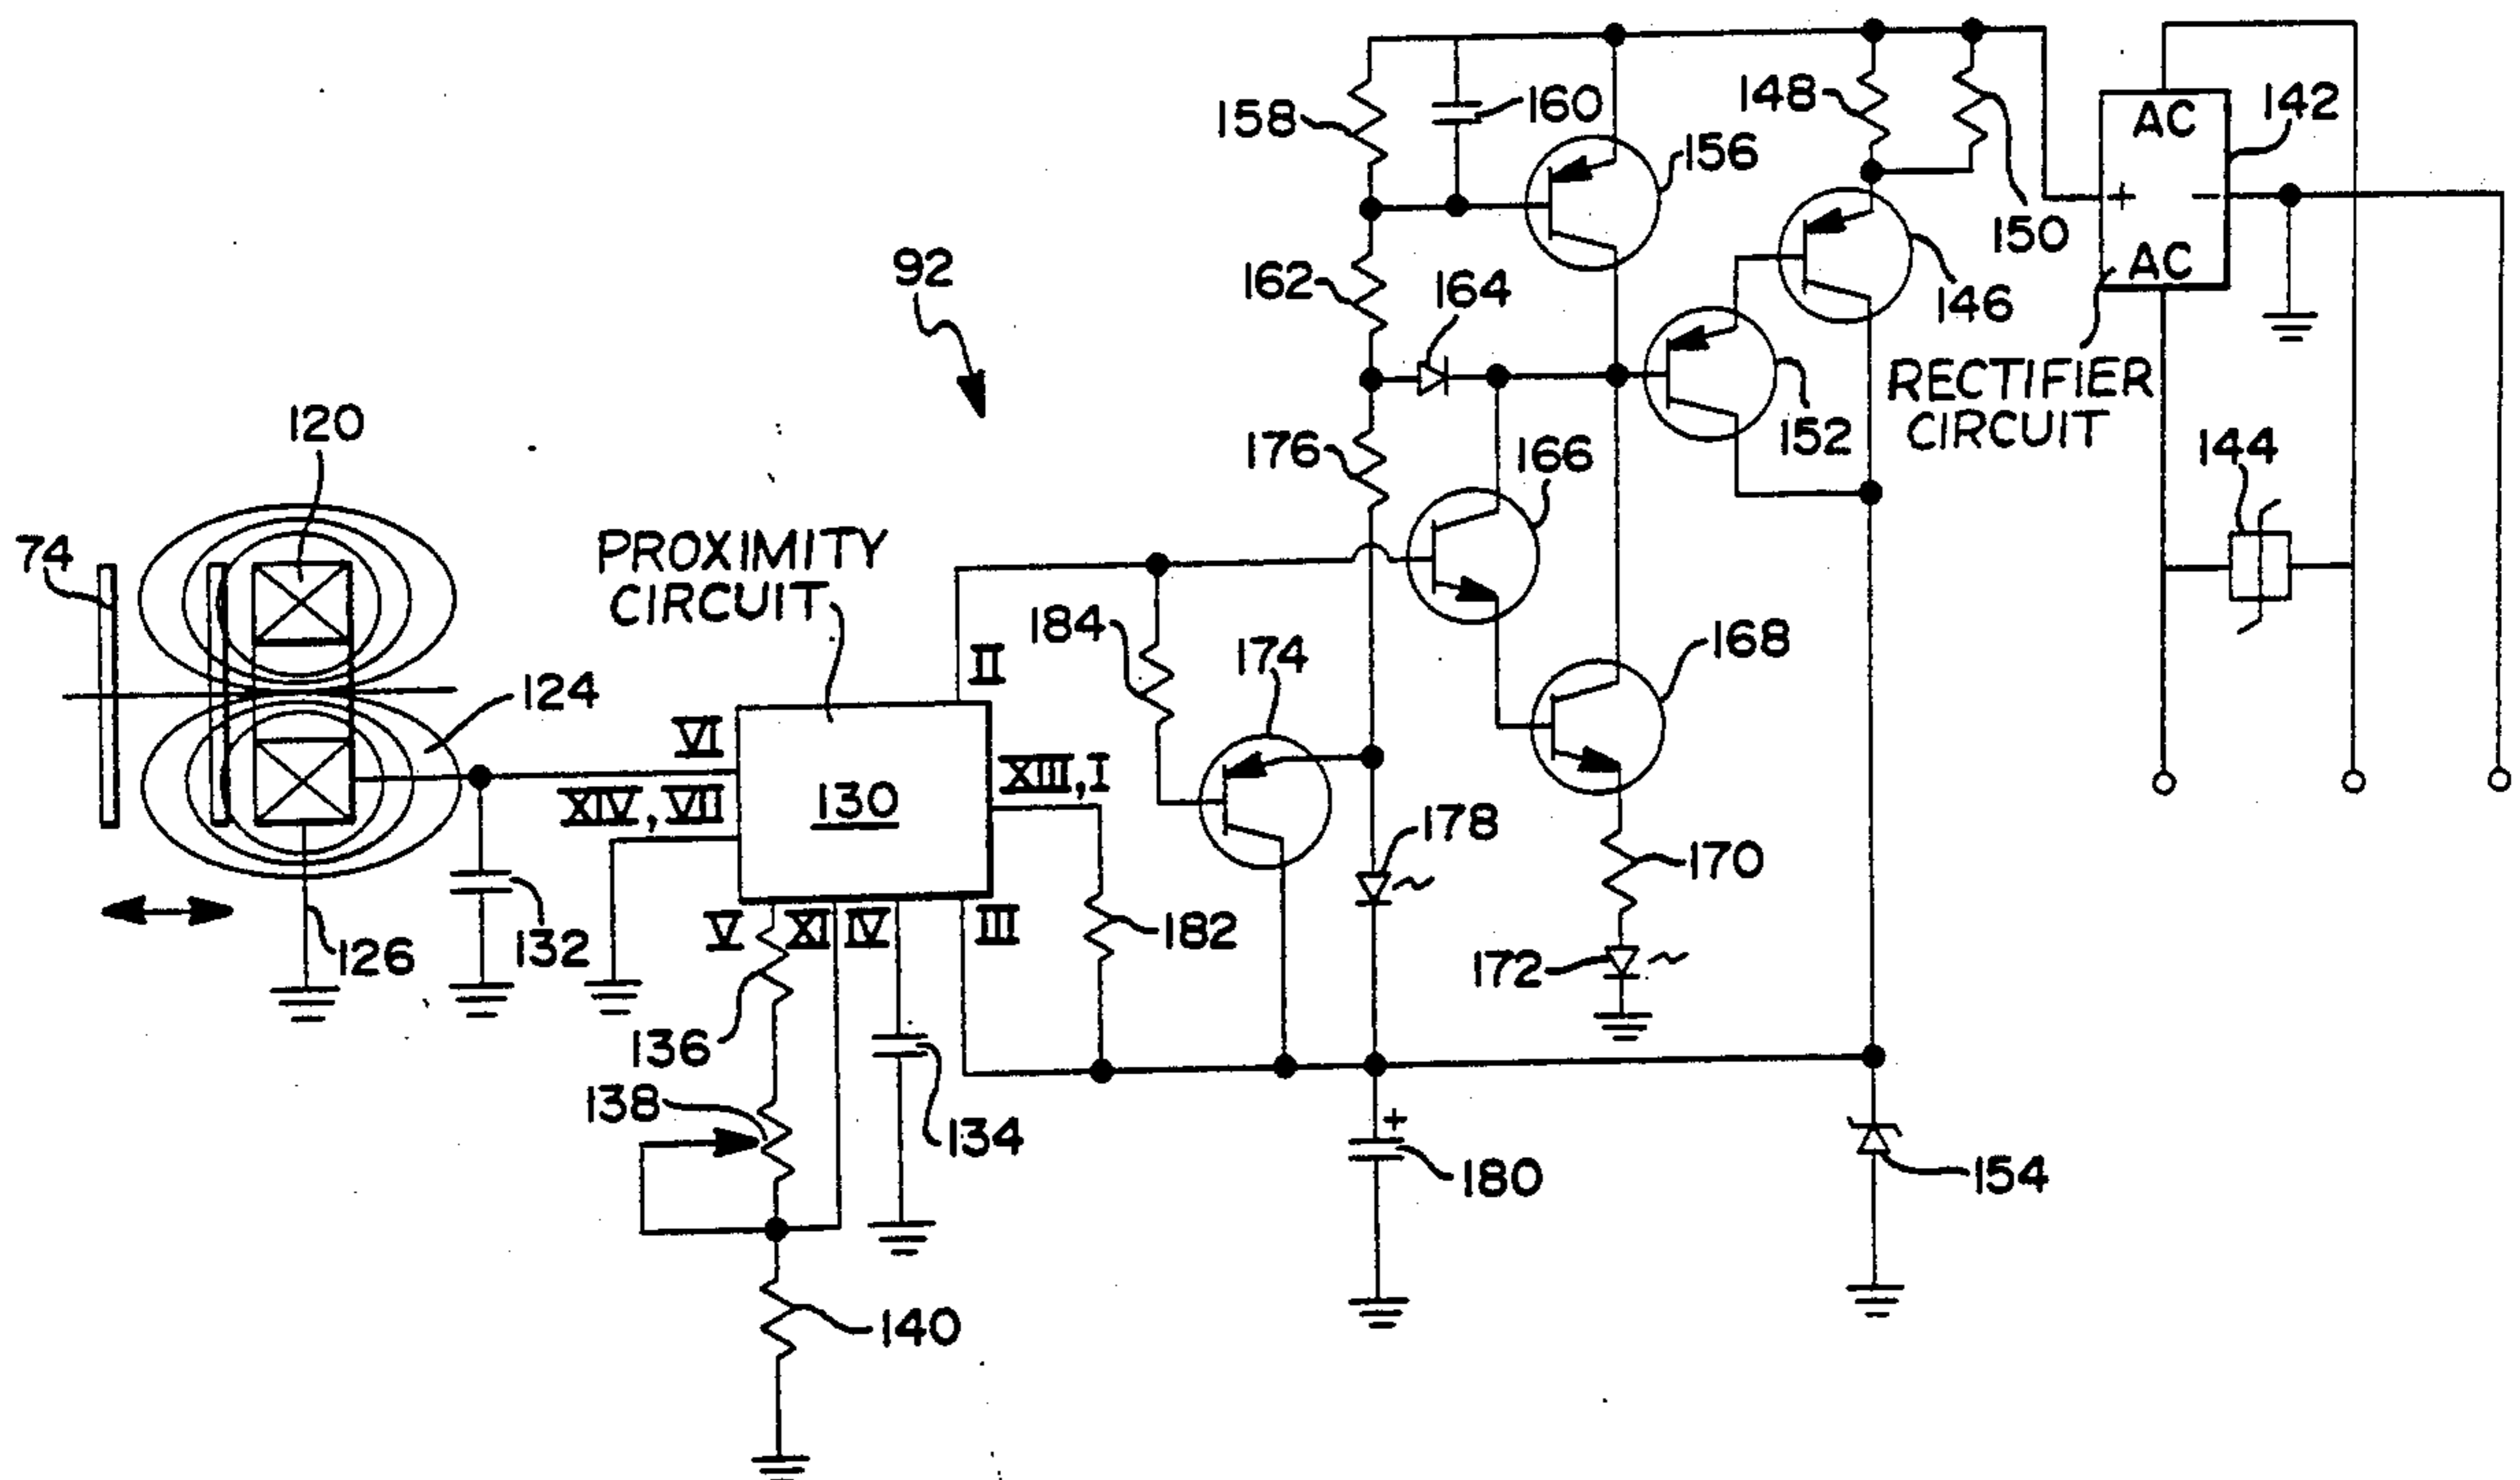 158
160
156
148
150
AC
142
+
−
AC
162
164
146
92
RECTIFIER
CIRCUIT
152
144
120
176
166
74
PROXIMITY
CIRCUIT
184
174
168
II
124
VI
XIII, I
XIV, VII
130
178
170
V
XI
IV
III
182
172
126
132
136
138
134
+
180
154
140